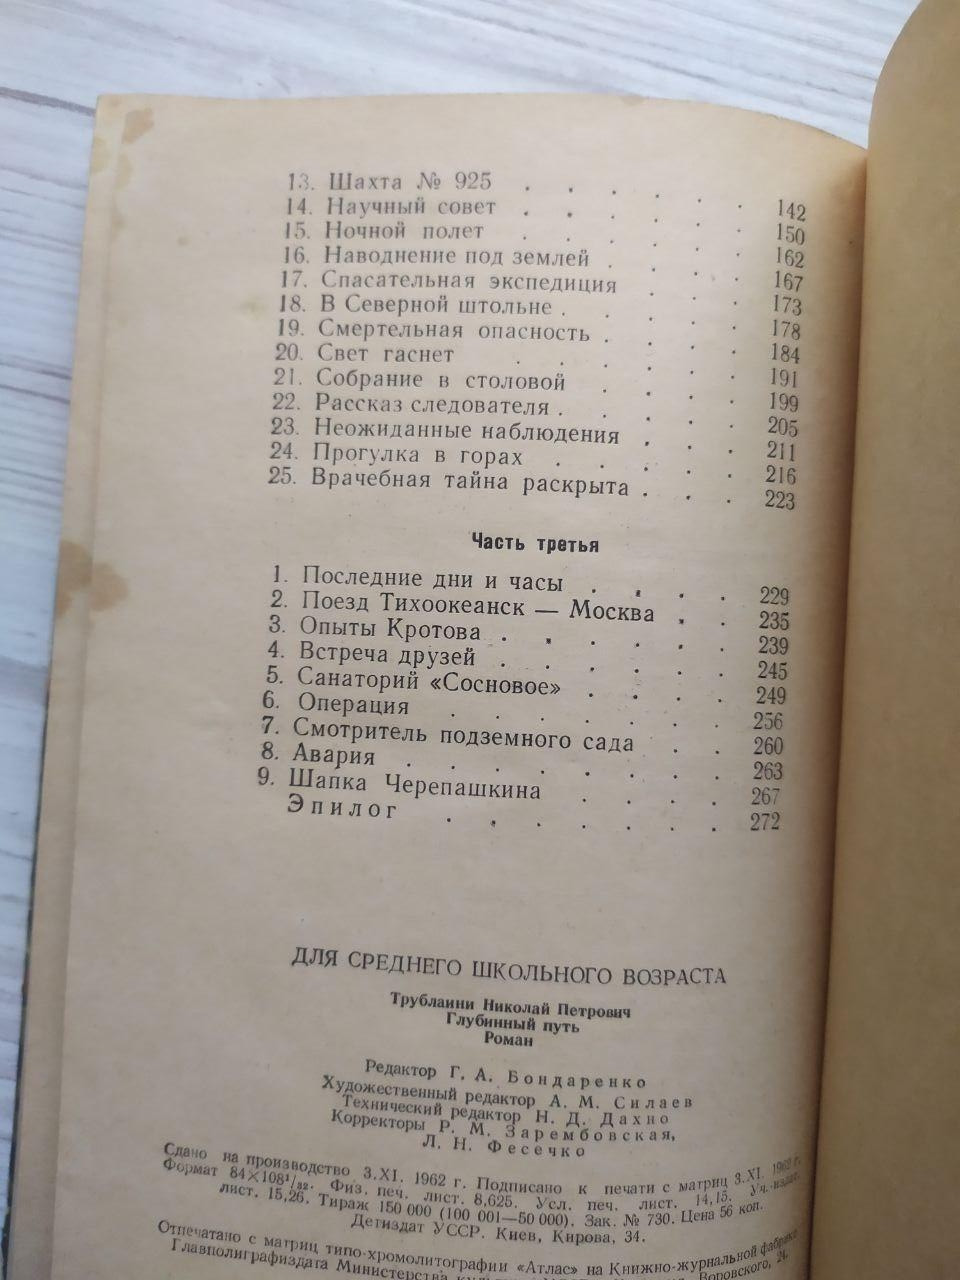 13. Шахта № 925 . . . . . . 142
14. Научный совет . . . . . . 150
15. Ночной полет . . . . . . 162
16. Наводнение под землей . . . . 167
17. Спасательная экспедиция . . . 173
18. В Северной штольне . . . . . 178
19. Смертельная опасность . . . . 184
20. Свет гаснет . . . . . . 191
21. Собрание в столовой . . . . 199
22. Рассказ следователя . . . . . 205
23. Неожиданные наблюдения . . . 211
24. Прогулка в горах . . . . . 216
25. Врачебная тайна раскрыта . . . 223
Часть третья
1. Последние дни и часы . . . . 229
2. Поезд Тихоокеанск — Москва . . 235
3. Опыты Кротова . . . . . . 239
4. Встреча друзей . . . . . . 245
5. Санаторий «Сосновое» . . . . 249
6. Операция . . . . . . . 256
7. Смотритель подземного сада . . 260
8. Авария . . . . . . . . 263
9. Шапка Черепашкина . . . . 267
Эпилог . . . . . . . 272
ДЛЯ СРЕДНЕГО ШКОЛЬНОГО ВОЗРАСТА
Трублаини Николай Петрович
Глубинный путь
Роман
Редактор Г. А. Бондаренко
Художественный редактор А. М. Силаев
Технический редактор Н. Д. Дахно
Корректоры Р. М. Зарембовская,
Л. Н. Фесечко
Сдано на производство 3.XI. 1962 г. Подписано к печати с матриц 3.XI. 1962 г.
Формат 84×108¹/₃₂. Физ. печ. лист. 8,625. Усл. печ. лист. 14,15. Уч.-издат.
лист. 15,26. Тираж 150 000 (100 001—50 000). Зак. № 730. Цена 56 коп.
Детиздат УССР. Киев, Кирова, 34.
Отпечатано с матриц типо-хромолитографии «Атлас» на Книжно-журнальной фабрике
Главполиграфиздата Министерства Воровского, 24.